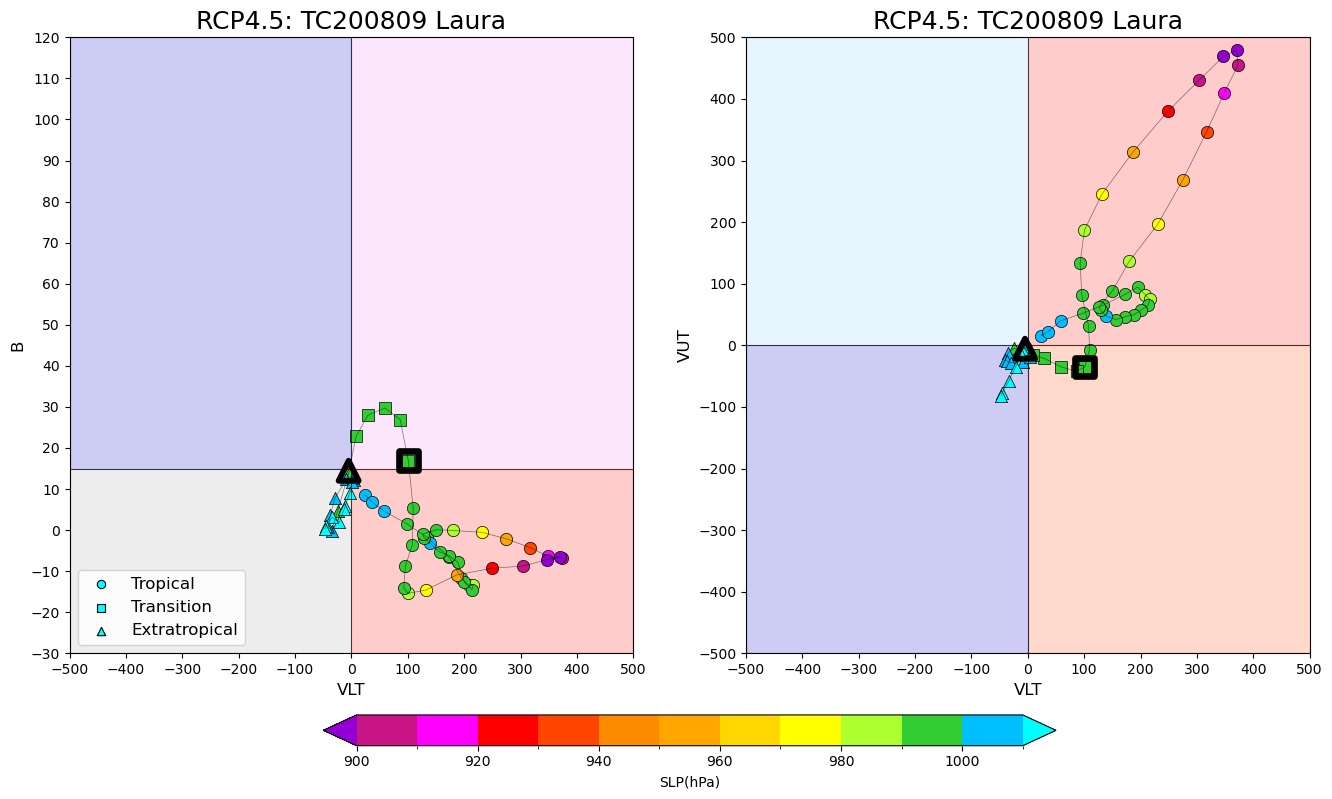 RCP4.5: TC200809 Laura
120
110
100
90
80
70
60
50
40
30
20
10
0
−10
−20
−30
B
Tropical
Transition
Extratropical
−500 −400 −300 −200 −100 0 100 200 300 400 500
VLT
RCP4.5: TC200809 Laura
500
400
300
200
100
0
−100
−200
−300
−400
−500
VUT
−500 −400 −300 −200 −100 0 100 200 300 400 500
VLT
900 920 940 960 980 1000
SLP(hPa)